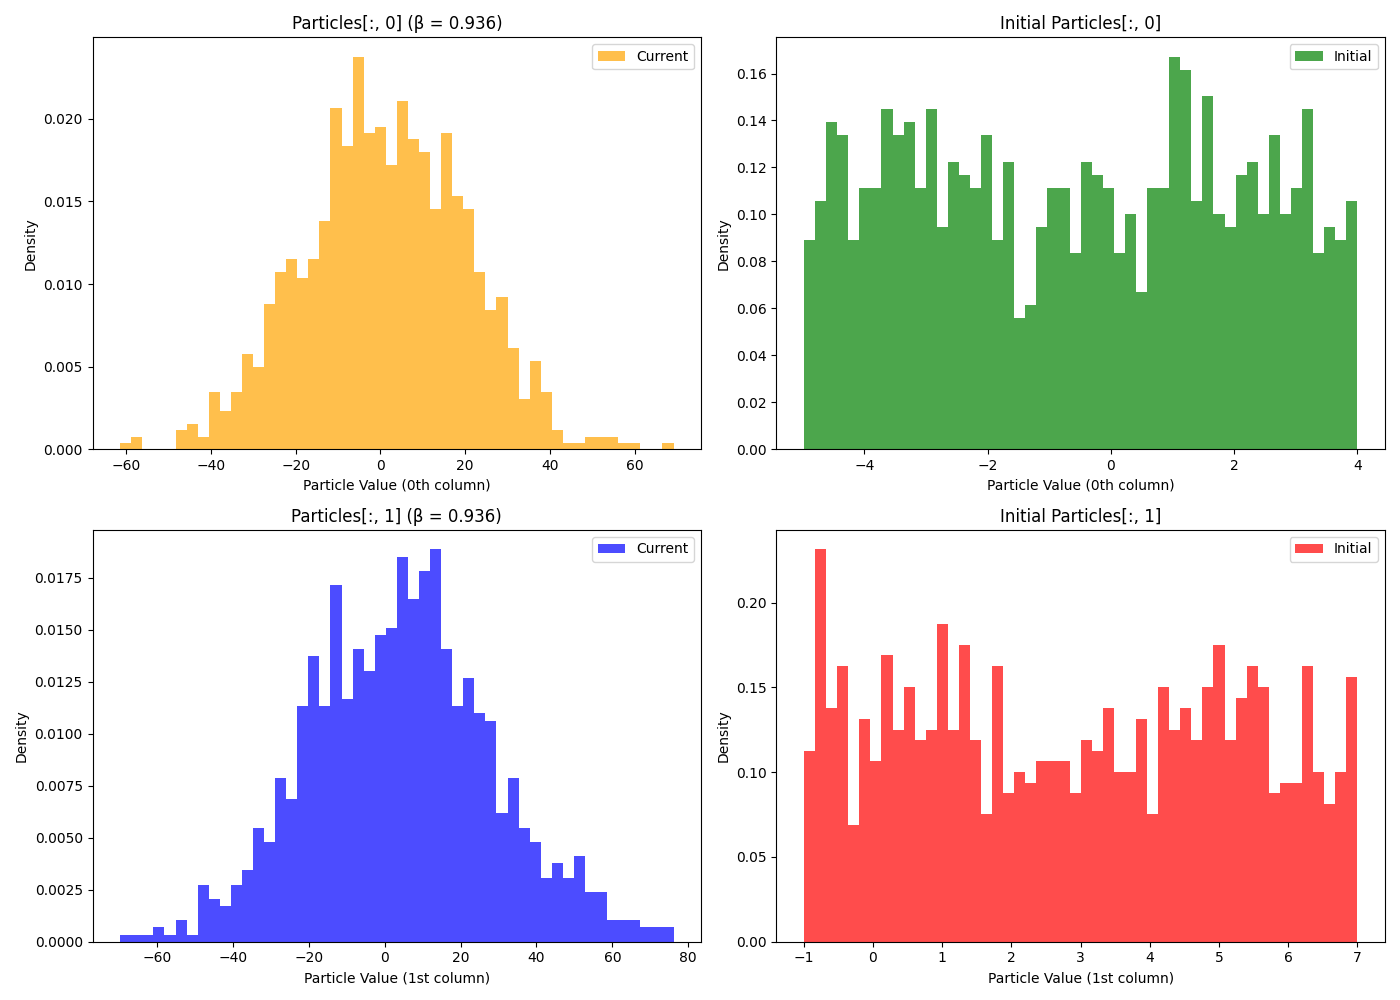 Particles[:, 0] (β = 0.936)
Current
Density
0.020
0.015
0.010
0.005
0.000
−60 −40 −20 0 20 40 60
Particle Value (0th column)
Initial Particles[:, 0]
Initial
Density
0.16
0.14
0.12
0.10
0.08
0.06
0.04
0.02
0.00
−4 −2 0 2 4
Particle Value (0th column)
Particles[:, 1] (β = 0.936)
Current
Density
0.0175
0.0150
0.0125
0.0100
0.0075
0.0050
0.0025
0.0000
−60 −40 −20 0 20 40 60 80
Particle Value (1st column)
Initial Particles[:, 1]
Initial
Density
0.20
0.15
0.10
0.05
0.00
−1 0 1 2 3 4 5 6 7
Particle Value (1st column)